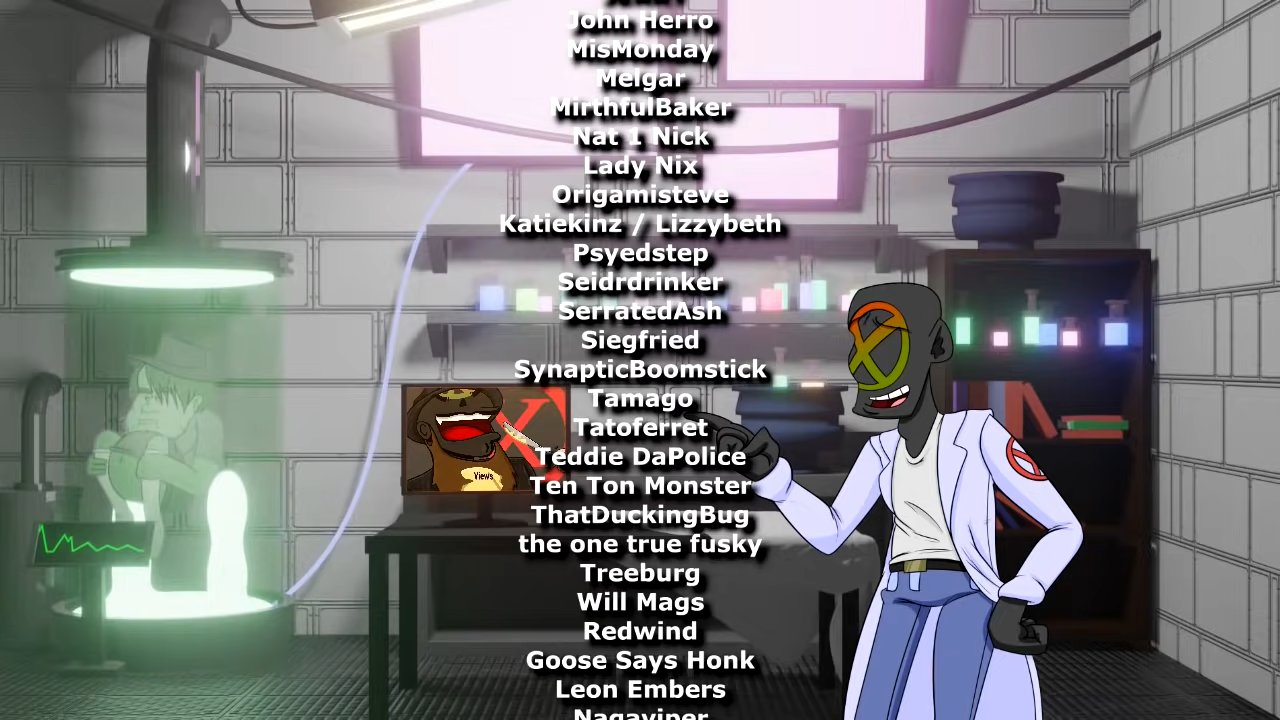 John Herro
MisMonday
Melgar
MirthfulBaker
Nat 1 Nick
Lady Nix
Origamisteve
Katiekinz / Lizzybeth
Psyedstep
Seidrdrinker
SerratedAsh
Siegfried
SynapticBoomstick
Tamago
Tatoferret
Teddie DaPolice
Ten Ton Monster
ThatDuckingBug
the one true fusky
Treeburg
Will Mags
Redwind
Goose Says Honk
Leon Embers
Nagaviper
Views